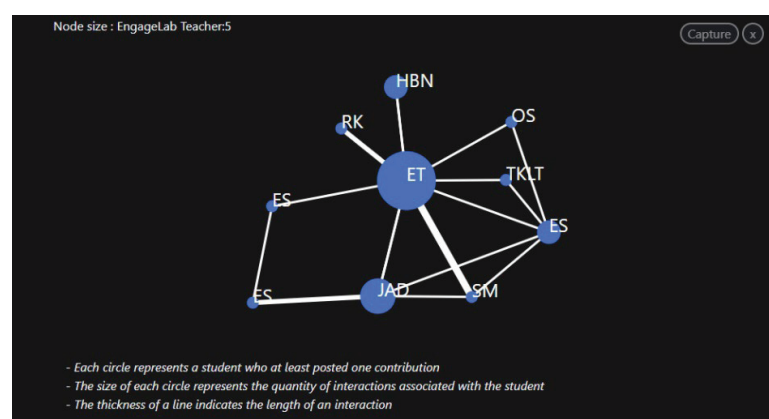 Node size : EngageLab Teacher:5
Capture x
HBN
RK
OS
ET
TKLT
ES
ES
JAD
SM
ES
- Each circle represents a student who at least posted one contribution
- The size of each circle represents the quantity of interactions associated with the student
- The thickness of a line indicates the length of an interaction